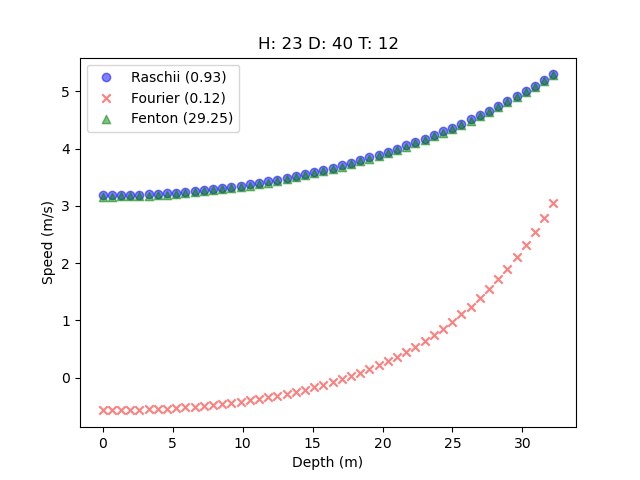 H: 23 D: 40 T: 12
Raschii (0.93)
Fourier (0.12)
Fenton (29.25)
Speed (m/s)
5
4
3
2
1
0
0 5 10 15 20 25 30
Depth (m)